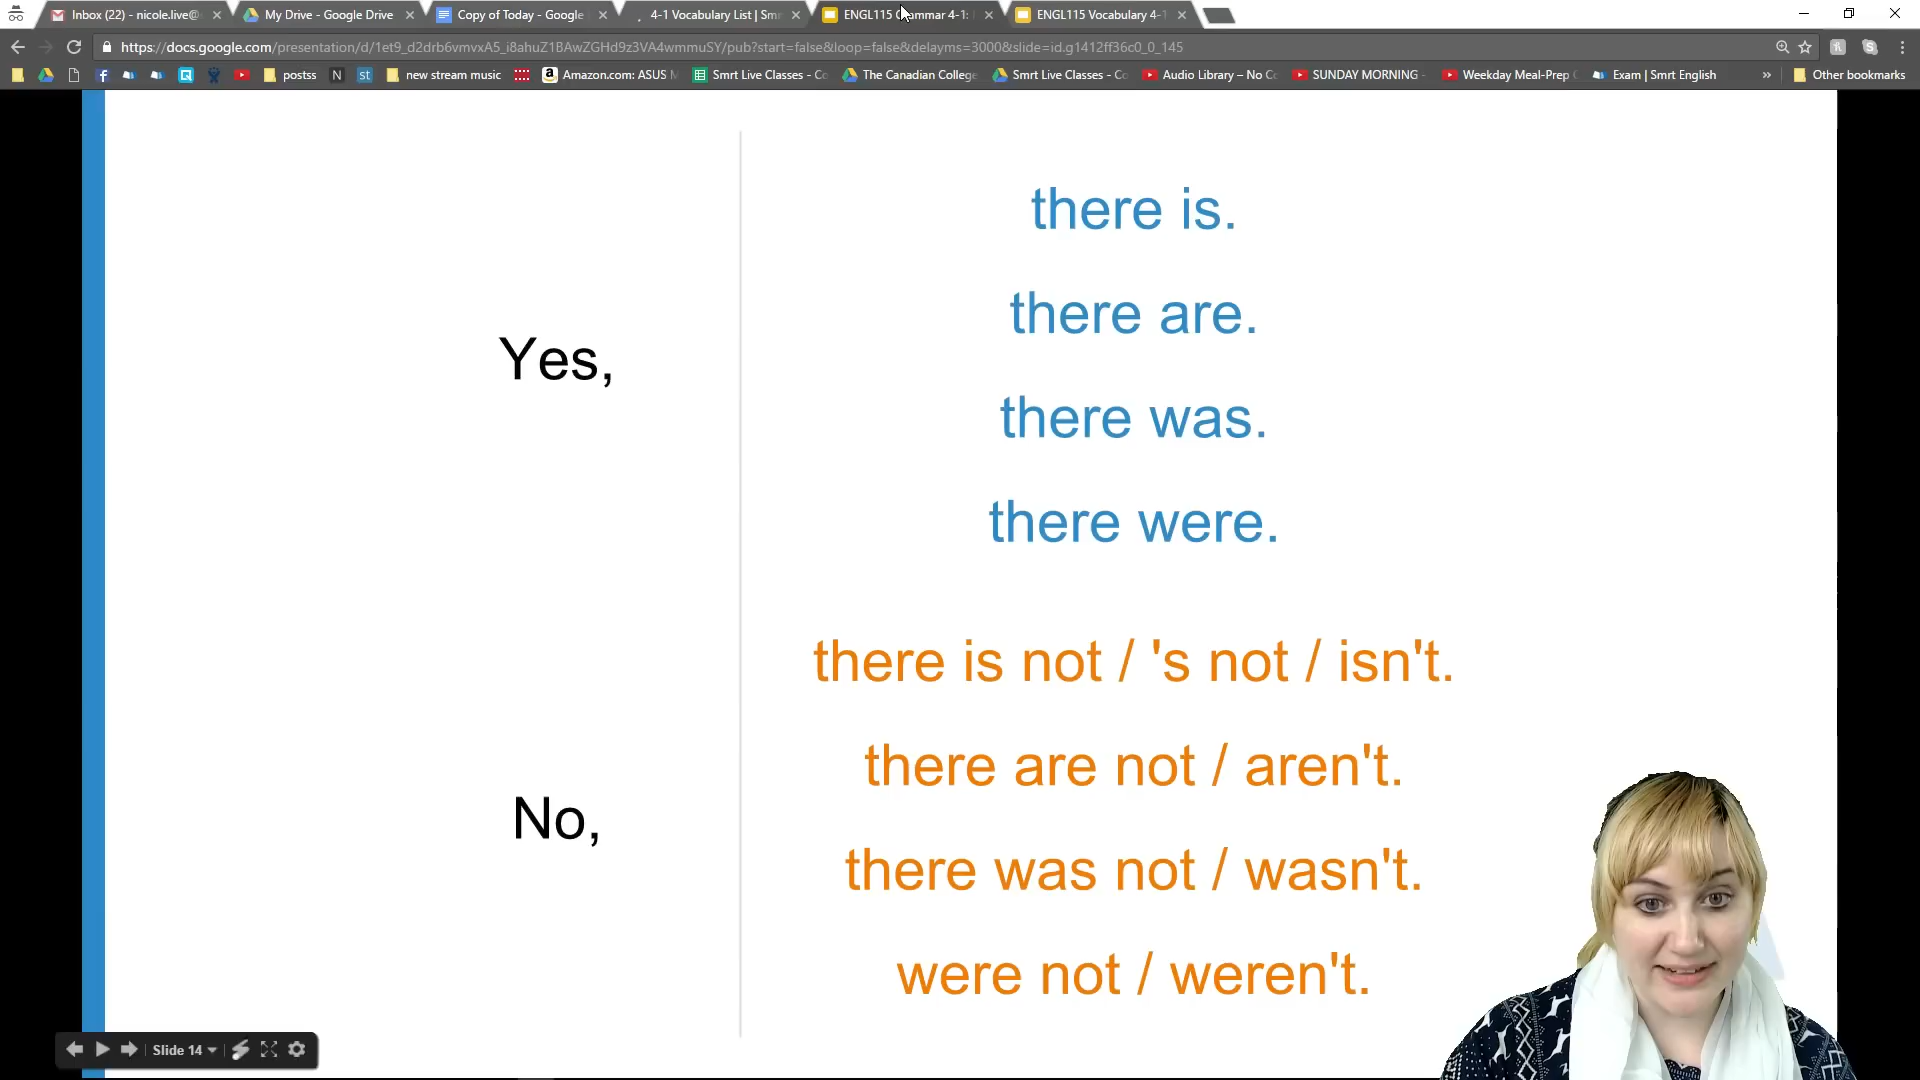 Inbox (22) - nicole.live@
My Drive - Google Drive
Copy of Today - Google
4-1 Vocabulary List | Smr
ENGL115 Grammar 4-1:
ENGL115 Vocabulary 4-1
https://docs.google.com/presentation/d/1et9_d2drb6vmvxA5_i8ahuZ1BAwZGHd9z3VA4wmmuSY/pub?start=false&loop=false&delayms=3000&slide=id.g1412ff36c0_0_145
postss
N
st
new stream music
Amazon.com: ASUS M
Smrt Live Classes - Co
The Canadian College
Smrt Live Classes - Co
Audio Library – No Co
SUNDAY MORNING -
Weekday Meal-Prep
Exam | Smrt English
»
Other bookmarks
Yes,
there is.
there are.
there was.
there were.
No,
there is not / 's not / isn't.
there are not / aren't.
there was not / wasn't.
were not / weren't.
Slide 14